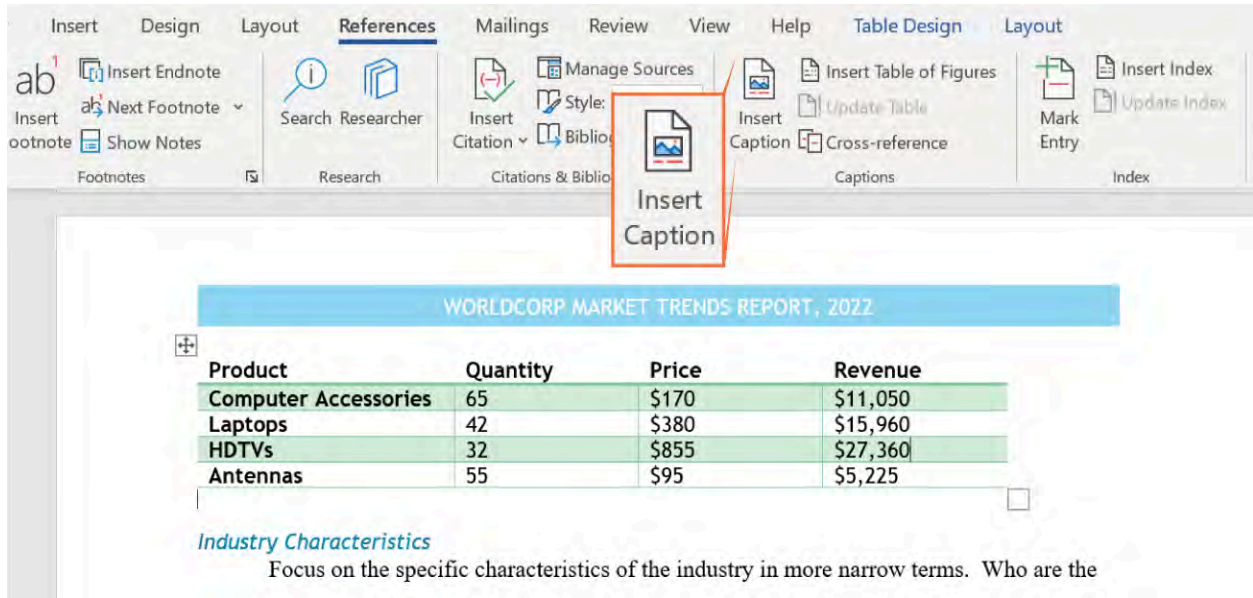 Insert Design Layout References Mailings Review View Help Table Design Layout
ab1 Insert Endnote Manage Sources Insert Table of Figures Insert Index
Next Footnote Style: Update Table Update Index
Insert Search Researcher Insert Insert Mark
ootnote Show Notes Citation Bibliog Caption Cross-reference Entry
Footnotes Research Citations & Biblio Captions Index
Insert
Caption
WORLDCORP MARKET TRENDS REPORT, 2022
Product Quantity Price Revenue
Computer Accessories 65 $170 $11,050
Laptops 42 $380 $15,960
HDTVs 32 $855 $27,360
Antennas 55 $95 $5,225
Industry Characteristics
Focus on the specific characteristics of the industry in more narrow terms. Who are the